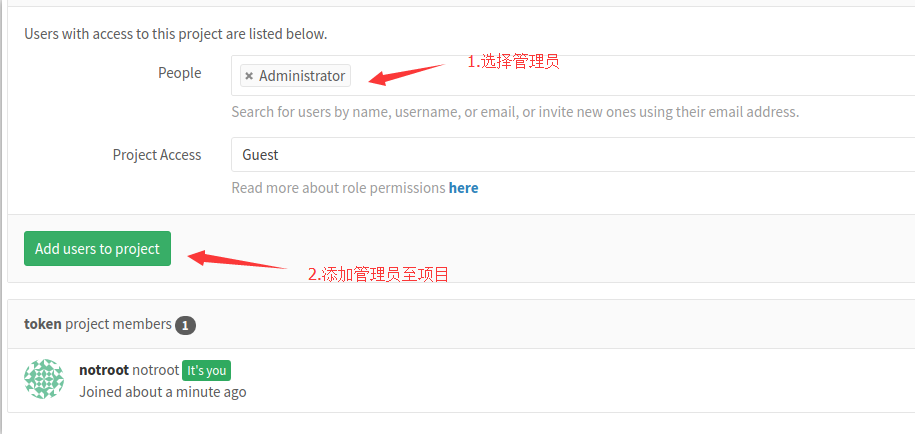 Users with access to this project are listed below.
People
× Administrator
1.选择管理员
Search for users by name, username, or email, or invite new ones using their email address.
Project Access
Guest
Read more about role permissions here
Add users to project
2.添加管理员至项目
token project members 1
notroot notroot It's you
Joined about a minute ago